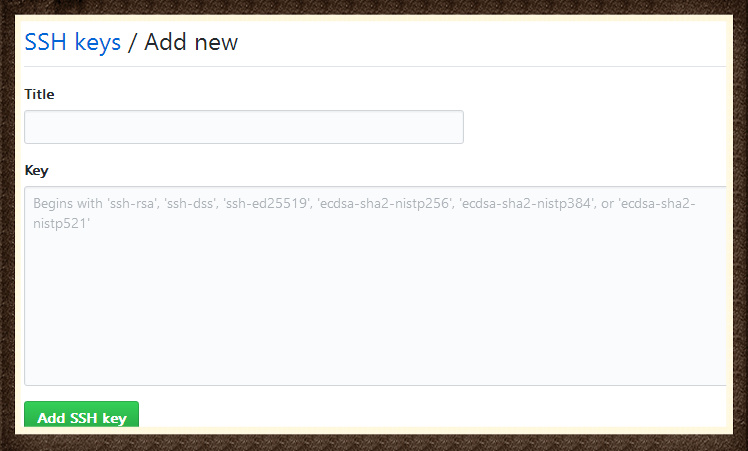 SSH keys / Add new
Title
Key
Begins with 'ssh-rsa', 'ssh-dss', 'ssh-ed25519', 'ecdsa-sha2-nistp256', 'ecdsa-sha2-nistp384', or 'ecdsa-sha2-
nistp521'
Add SSH key